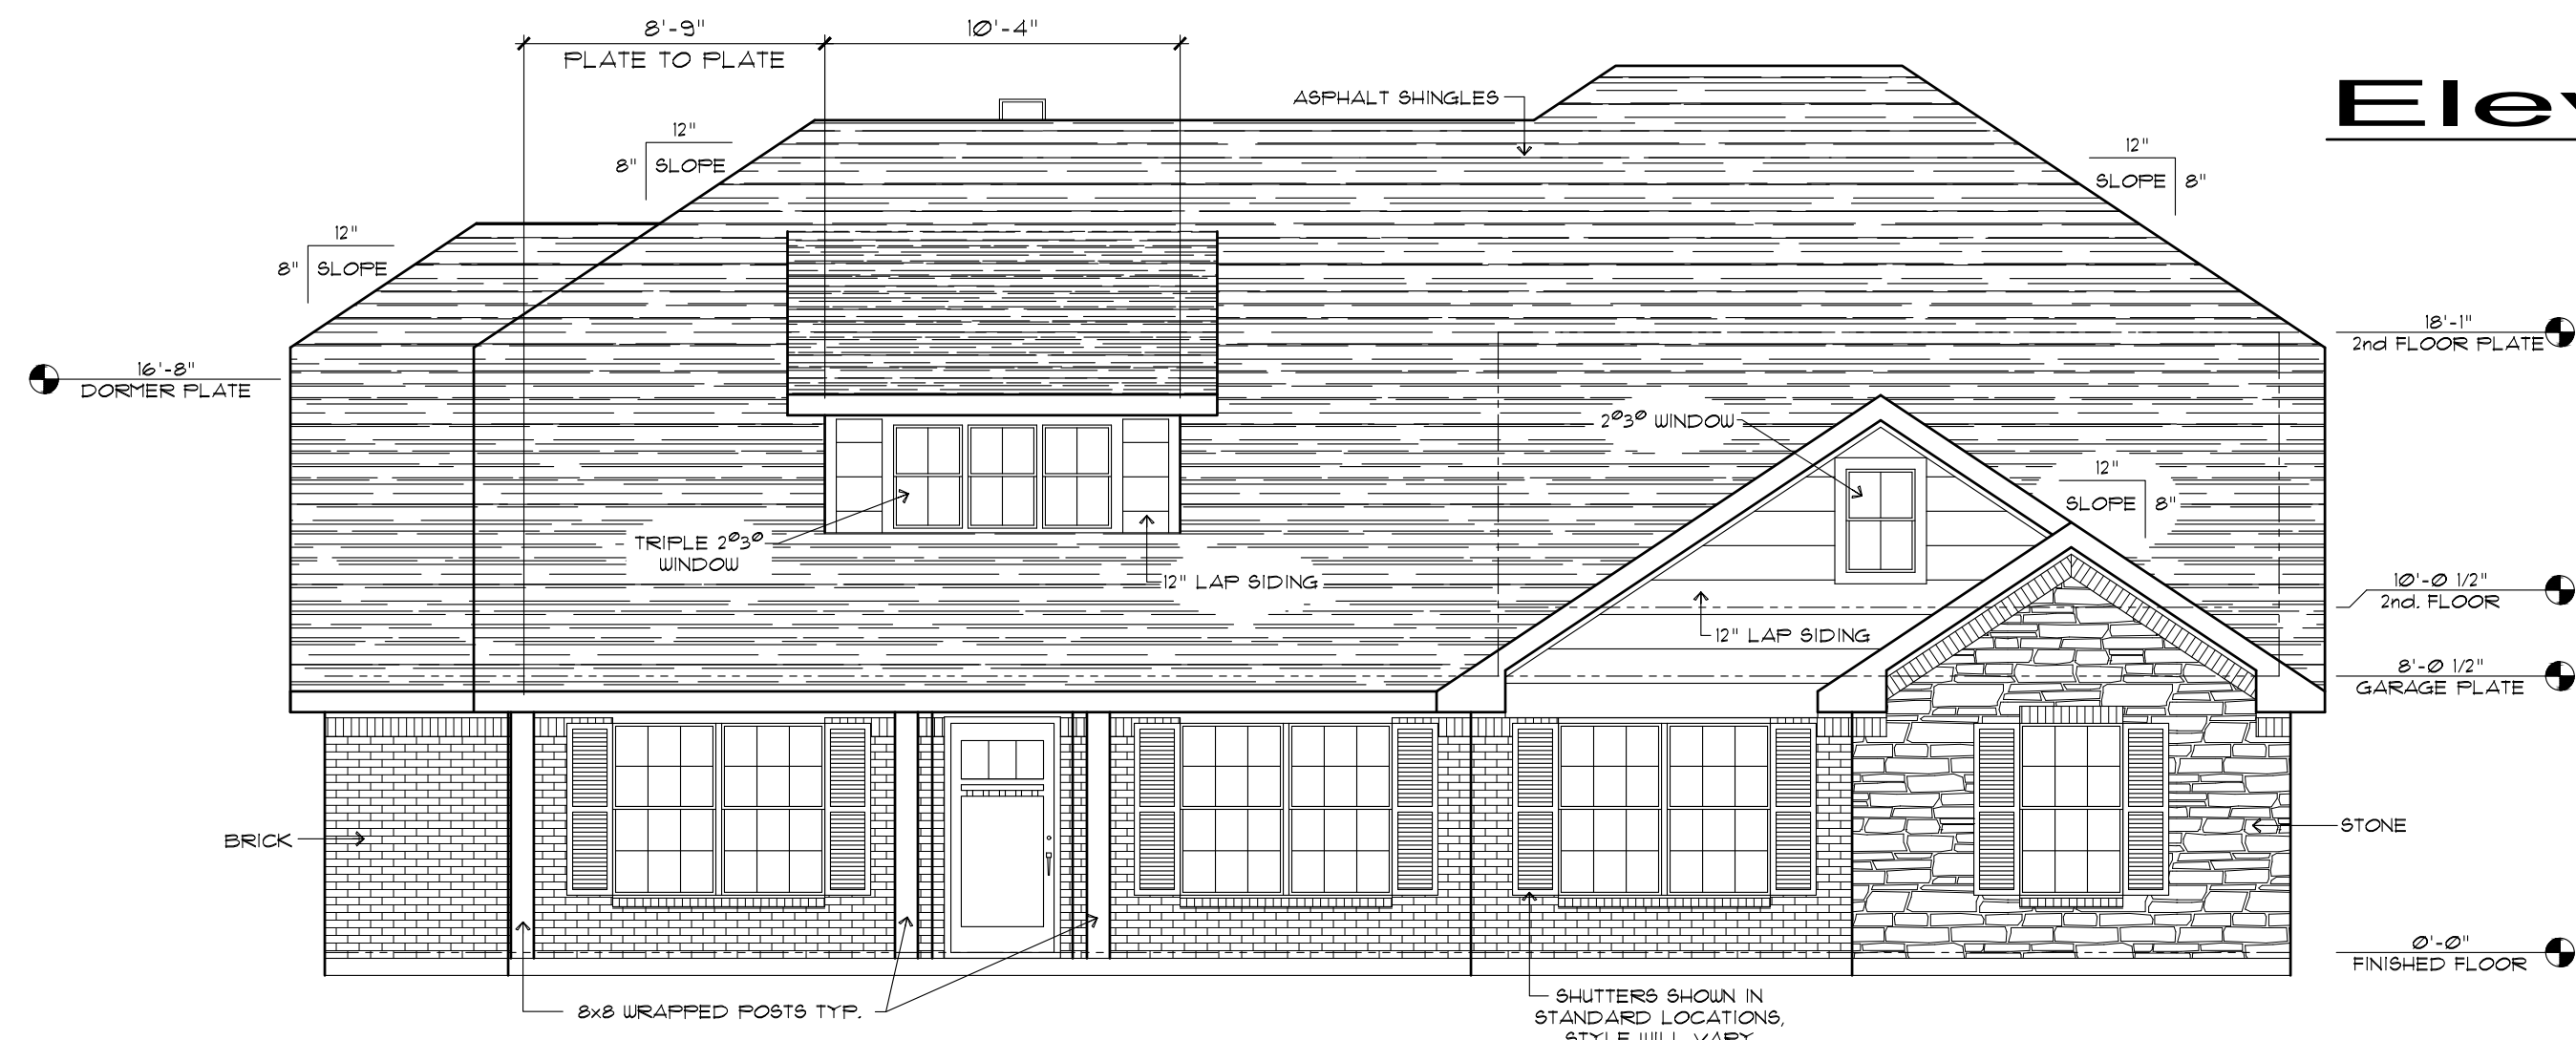 8'-9"
PLATE TO PLATE
10'-4"
ASPHALT SHINGLES
12"
8" SLOPE
12"
SLOPE 8"
12"
8" SLOPE
16'-8"
DORMER PLATE
18'-1"
2nd FLOOR PLATE
2⁰3⁰ WINDOW
12"
SLOPE 8"
TRIPLE 2⁰3⁰
WINDOW
12" LAP SIDING
10'-0 1/2"
2nd. FLOOR
12" LAP SIDING
8'-0 1/2"
GARAGE PLATE
BRICK
STONE
0'-0"
FINISHED FLOOR
8x8 WRAPPED POSTS TYP.
SHUTTERS SHOWN IN
STANDARD LOCATIONS,
STYLE WILL VARY